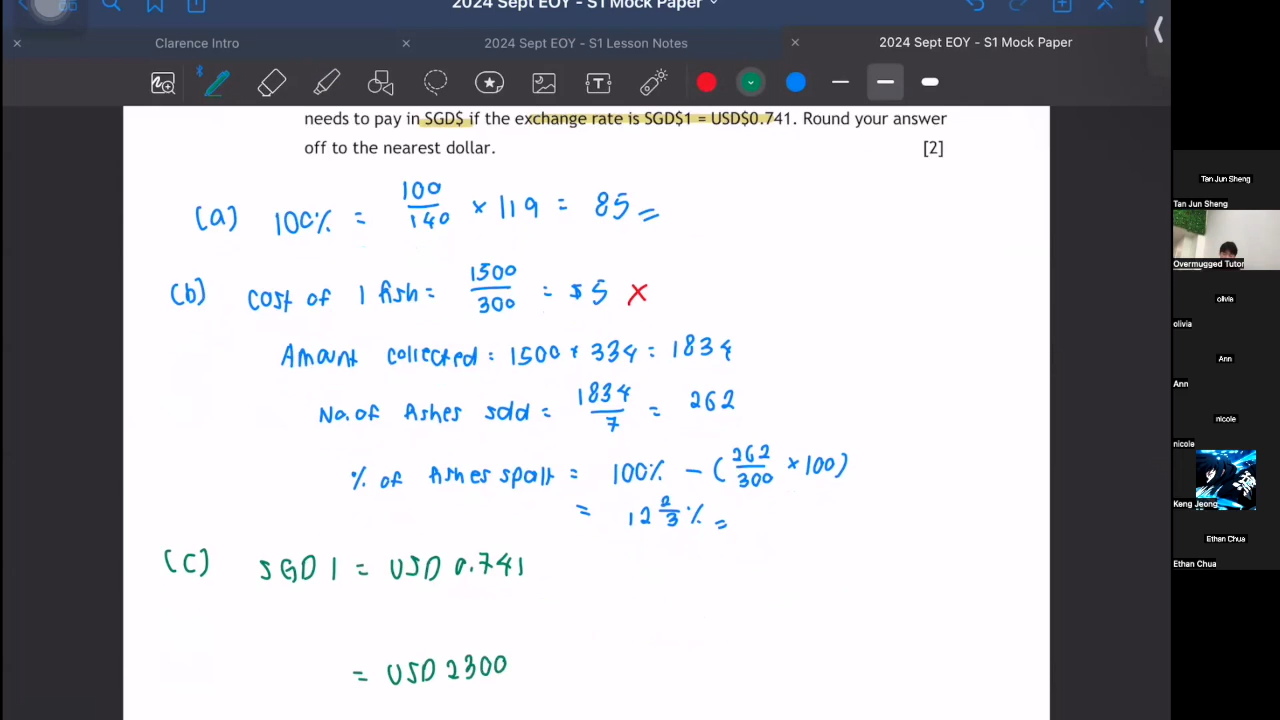 2024 Sept EOY - S1 Mock Paper
Clarence Intro
2024 Sept EOY - S1 Lesson Notes
2024 Sept EOY - S1 Mock Paper
needs to pay in SGD$ if the exchange rate is SGD$1 = USD$0.741. Round your answer
off to the nearest dollar. [2]
(a) 100% = 100/140 × 119 = 85
(b) Cost of 1 fish = 1500/300 = $5 ×
Amount collected = 1500 + 334 = 1834
No. of fishes sold = 1834/7 = 262
% of fishes spoilt = 100% - (262/300 × 100)
= 12 2/3 %
(c) SGD 1 = USD 0.741
= USD 2300
Tan Jun Sheng
Tan Jun Sheng
Overmugged Tutor
olivia
olivia
Ann
Ann
nicole
nicole
Keng Jeong
Ethan Chua
Ethan Chua